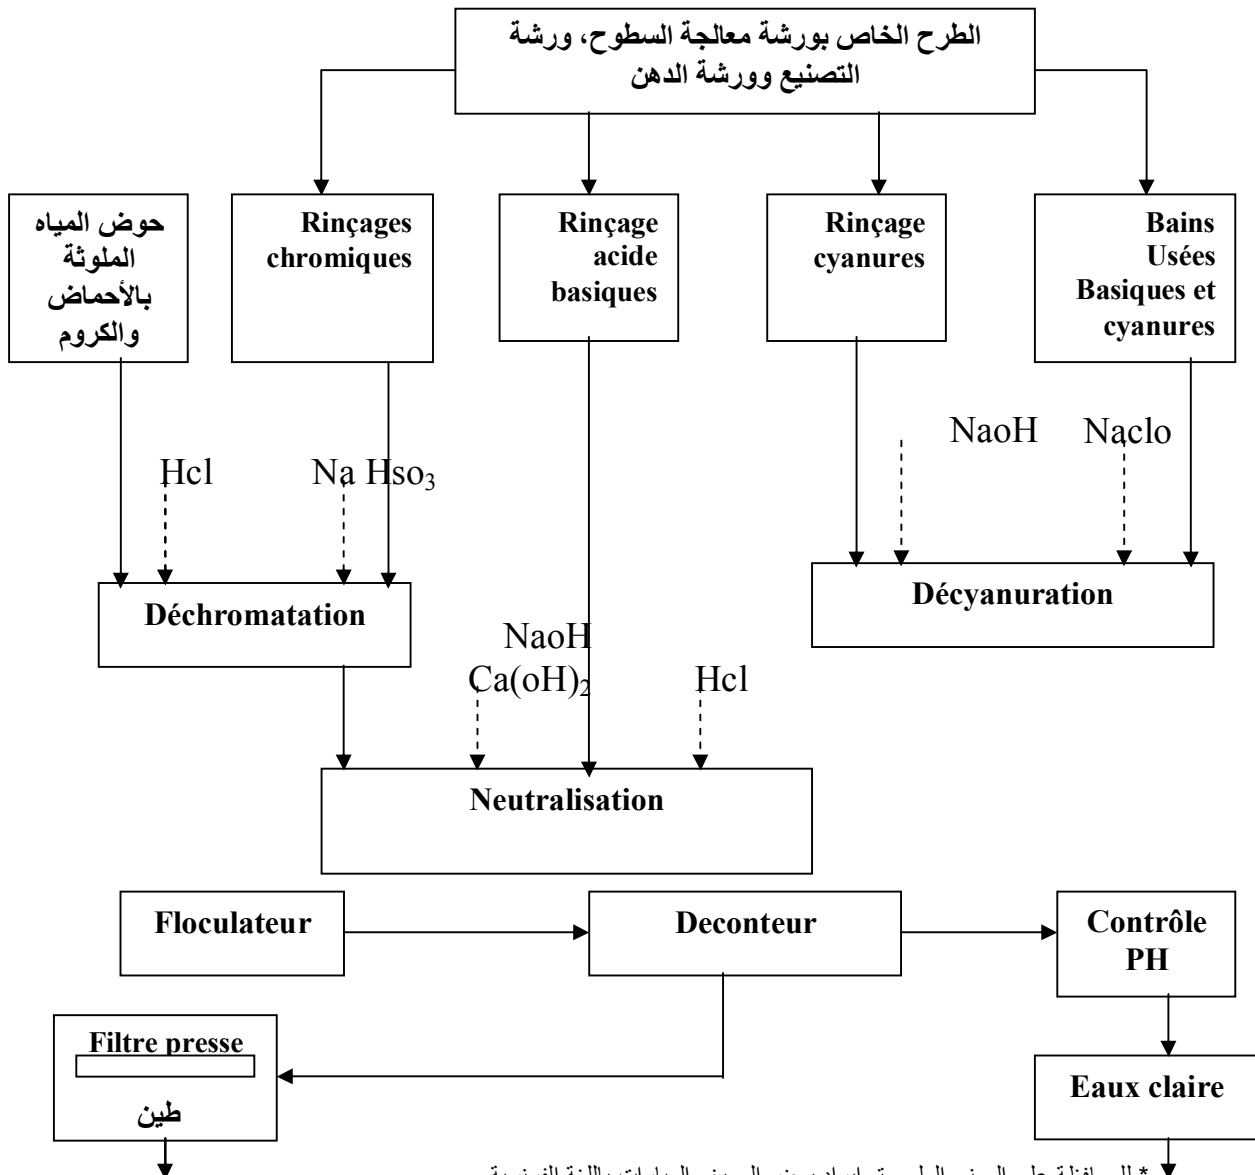 الطرح الخاص بورشة معالجة السطوح، ورشة
التصنيع وورشة الدهن
حوض المياه
الملوثة
بالأحماض
والكروم
Rinçages
chromiques
Rinçage
acide
basiques
Rinçage
cyanures
Bains
Usées
Basiques et
cyanures
Hcl
Na Hso₃
NaoH
Naclo
Déchromatation
Décyanuration
NaoH
Ca(oH)₂
Hcl
Neutralisation
Floculateur
Deconteur
Contrôle
PH
Filtre presse
طين
Eaux claire